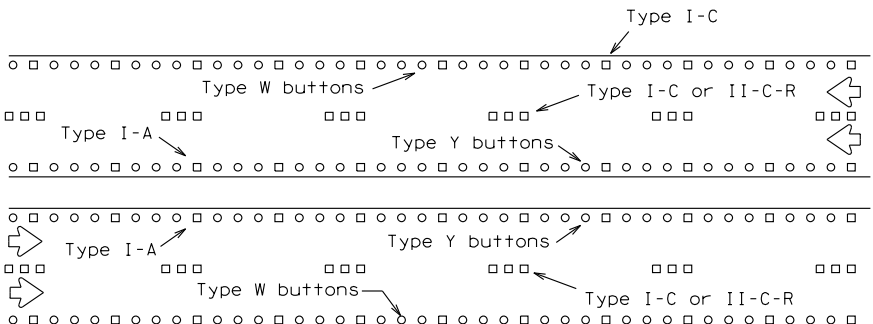 Type I-C
Type W buttons
Type I-C or II-C-R
Type I-A
Type Y buttons
Type Y buttons
Type I-A
Type W buttons
Type I-C or II-C-R